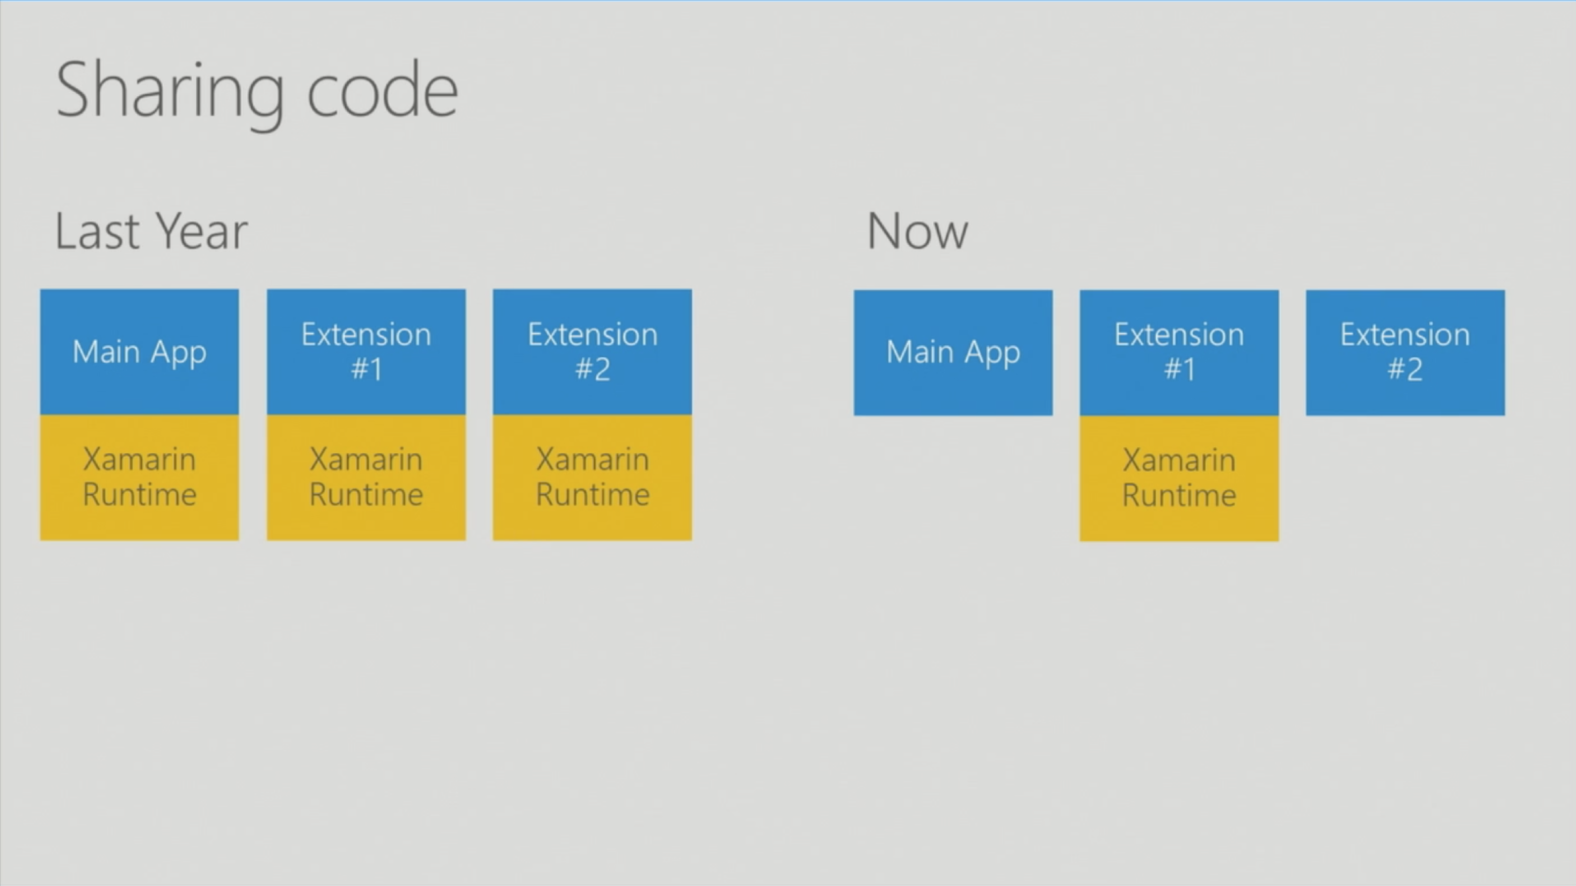 Sharing code
Last Year
Main App
Xamarin
Runtime
Extension
#1
Xamarin
Runtime
Extension
#2
Xamarin
Runtime
Now
Main App
Extension
#1
Xamarin
Runtime
Extension
#2